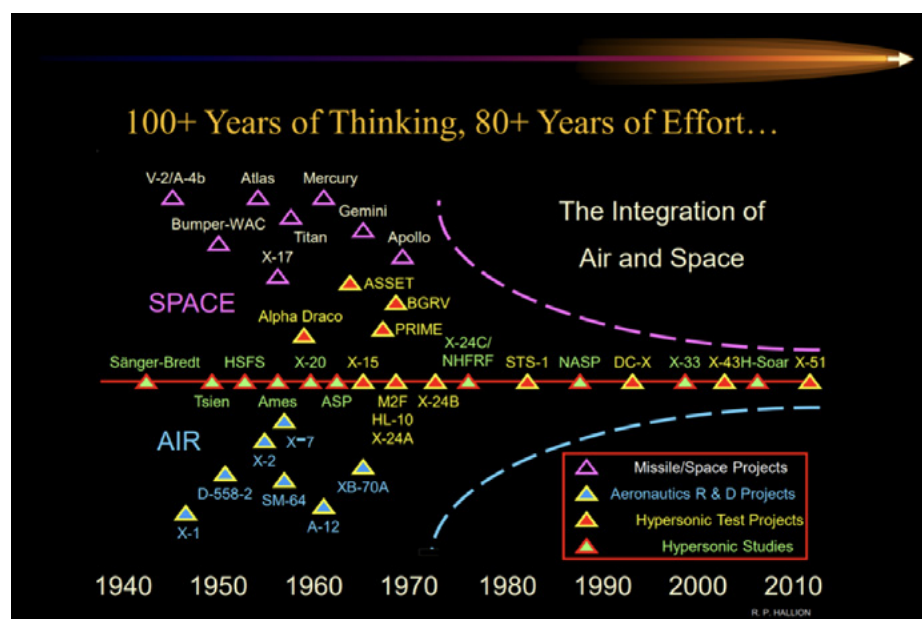 100+ Years of Thinking, 80+ Years of Effort…
V-2/A-4b
Atlas
Mercury
Bumper-WAC
Titan
Gemini
Apollo
X-17
The Integration of
Air and Space
SPACE
ASSET
BGRV
Alpha Draco
PRIME
X-24C/
NHFRF
Sänger-Bredt
HSFS
X-20
X-15
STS-1
NASP
DC-X
X-33
X-43
H-Soar
X-51
Tsien
Ames
ASP
M2F
HL-10
X-24A
X-24B
AIR
X-7
X-2
D-558-2
SM-64
XB-70A
X-1
A-12
Missile/Space Projects
Aeronautics R & D Projects
Hypersonic Test Projects
Hypersonic Studies
1940 1950 1960 1970 1980 1990 2000 2010
R. P. HALLION